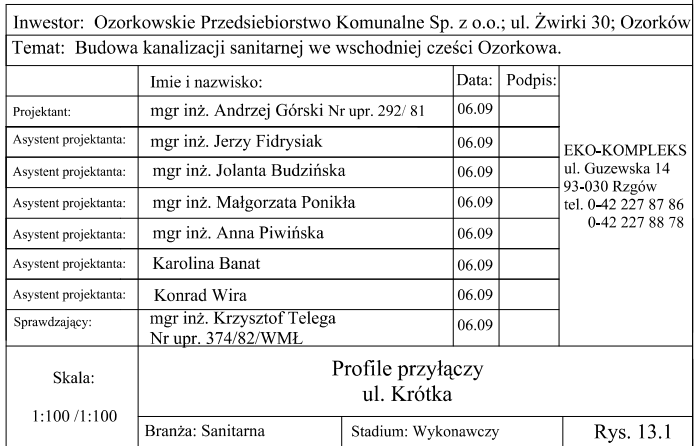 Inwestor: Ozorkowskie Przedsiebiorstwo Komunalne Sp. z o.o.; ul. Żwirki 30; Ozorków
Temat: Budowa kanalizacji sanitarnej we wschodniej cześci Ozorkowa.
Imie i nazwisko: Data: Podpis:
Projektant: mgr inż. Andrzej Górski Nr upr. 292/ 81 06.09
Asystent projektanta: mgr inż. Jerzy Fidrysiak 06.09
Asystent projektanta: mgr inż. Jolanta Budzińska 06.09
Asystent projektanta: mgr inż. Małgorzata Ponikła 06.09
Asystent projektanta: mgr inż. Anna Piwińska 06.09
Asystent projektanta: Karolina Banat 06.09
Asystent projektanta: Konrad Wira 06.09
Sprawdzający: mgr inż. Krzysztof Telega 06.09
Nr upr. 374/82/WMŁ
EKO-KOMPLEKS
ul. Guzewska 14
93-030 Rzgów
tel. 0-42 227 87 86
0-42 227 88 78
Skala:
1:100 /1:100
Profile przyłączy
ul. Krótka
Branża: Sanitarna Stadium: Wykonawczy Rys. 13.1